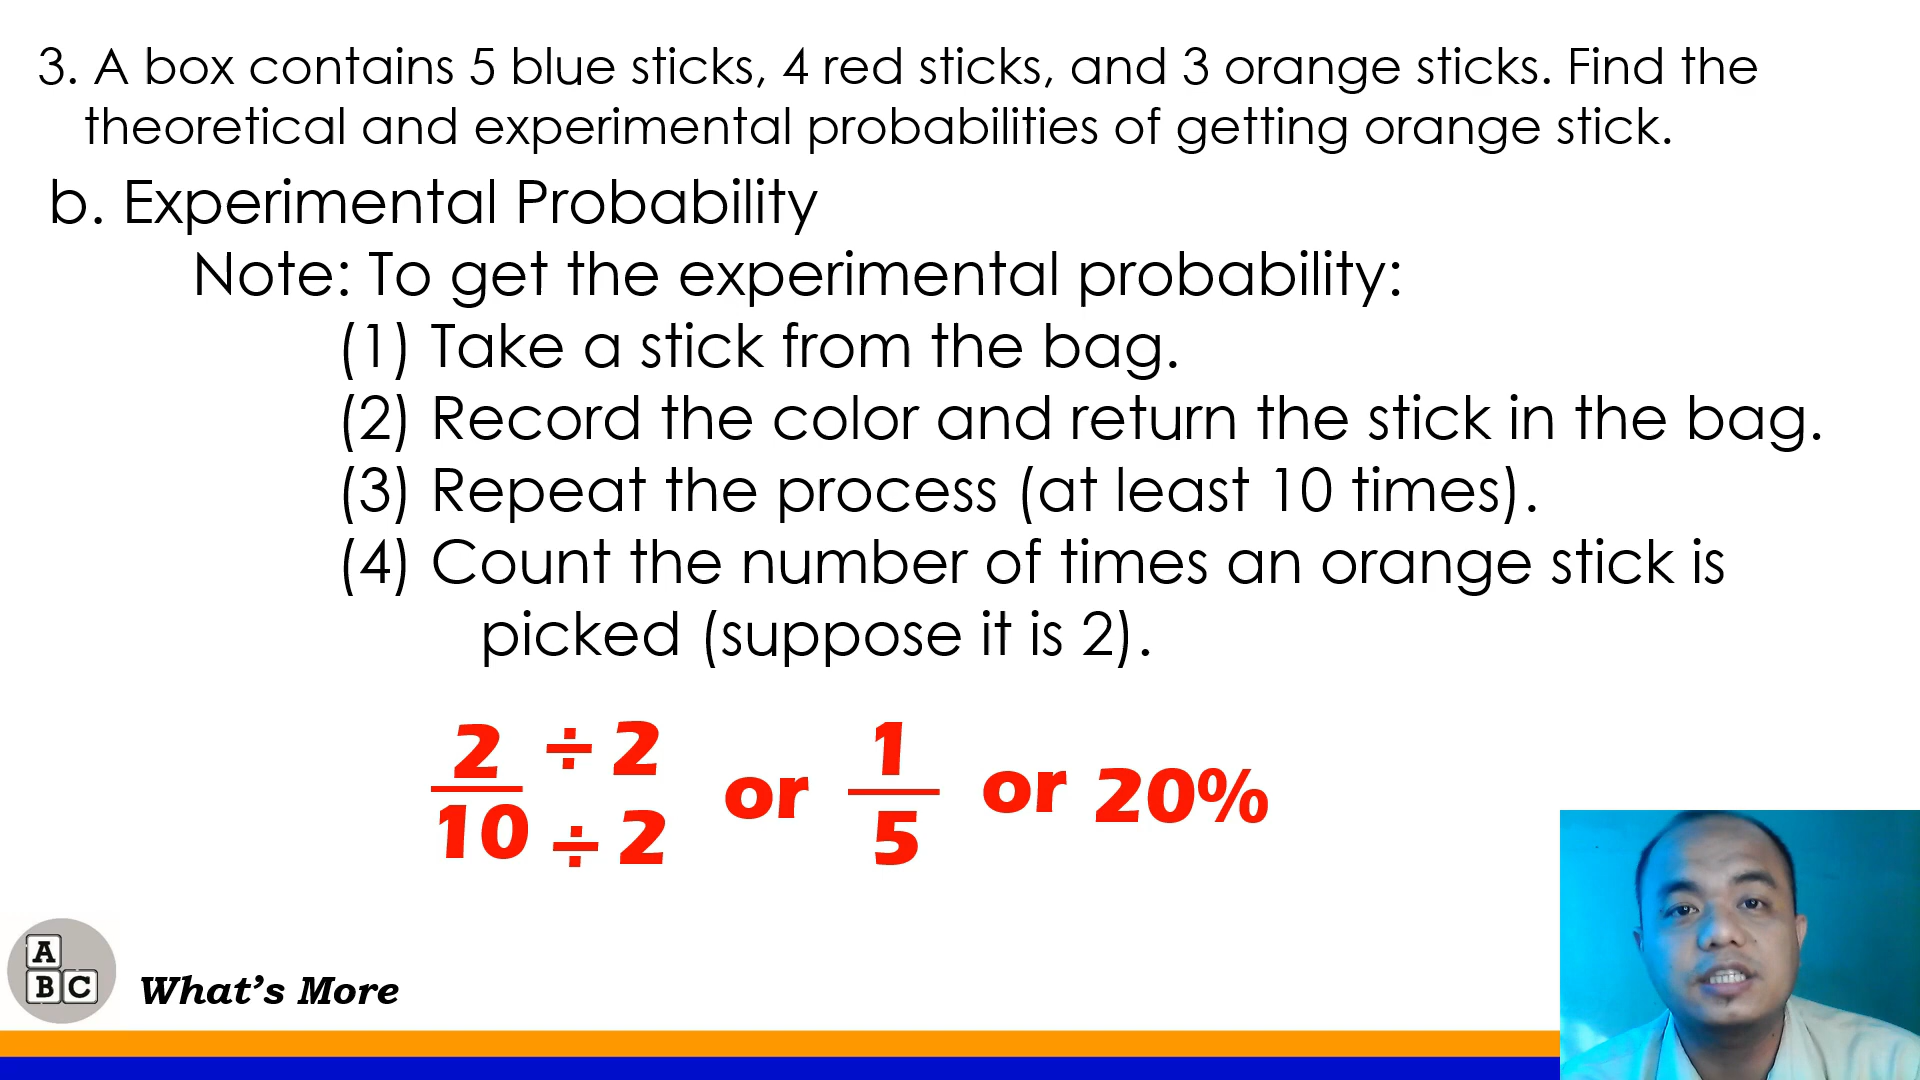 3. A box contains 5 blue sticks, 4 red sticks, and 3 orange sticks. Find the
theoretical and experimental probabilities of getting orange stick.
b. Experimental Probability
Note: To get the experimental probability:
(1) Take a stick from the bag.
(2) Record the color and return the stick in the bag.
(3) Repeat the process (at least 10 times).
(4) Count the number of times an orange stick is
picked (suppose it is 2).
2 ÷ 2
10 ÷ 2
or
1
5
or 20%
A
B C
What's More